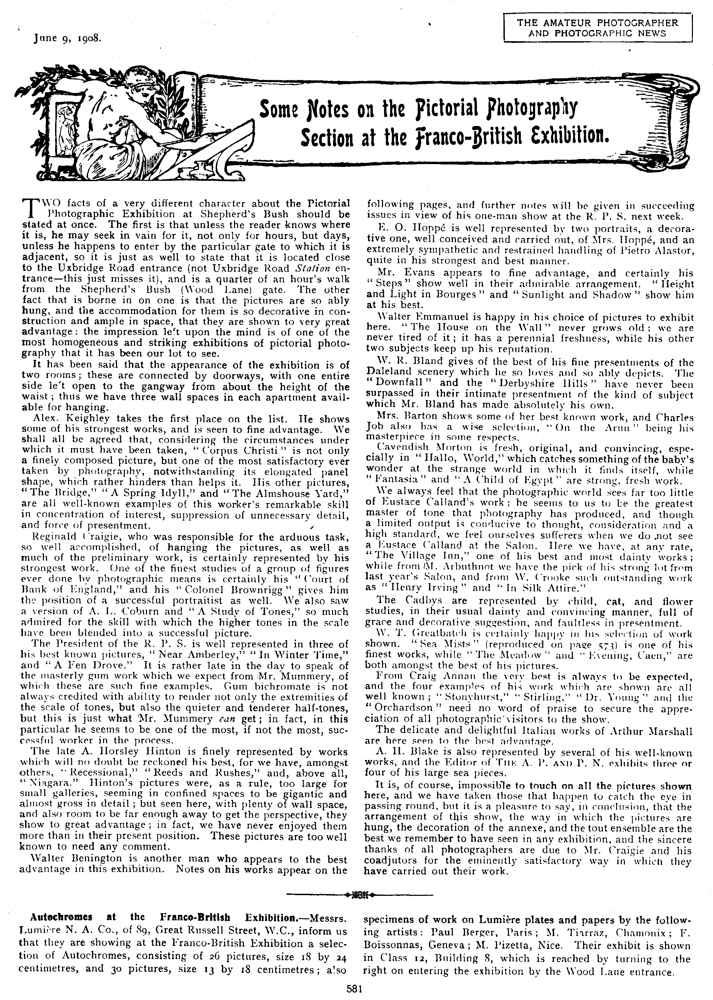 June 9, 1908.
THE AMATEUR PHOTOGRAPHER
AND PHOTOGRAPHIC NEWS
Some Notes on the Pictorial Photography
Section at the Franco-British Exhibition.
TWO facts of a very different character about the Pictorial
Photographic Exhibition at Shepherd's Bush should be
stated at once. The first is that unless the reader knows where
it is, he may seek in vain for it, not only for hours, but days,
unless he happens to enter by the particular gate to which it is
adjacent, so it is just as well to state that it is located close
to the Uxbridge Road entrance (not Uxbridge Road Station en-
trance—this just misses it), and is a quarter of an hour's walk
from the Shepherd's Bush (Wood Lane) gate. The other
fact that is borne in on one is that the pictures are so ably
hung, and the accommodation for them is so decorative in con-
struction and ample in space, that they are shown to very great
advantage: the impression left upon the mind is of one of the
most homogeneous and striking exhibitions of pictorial photo-
graphy that it has been our lot to see.
It has been said that the appearance of the exhibition is of
two rooms; these are connected by doorways, with one entire
side left open to the gangway from about the height of the
waist; thus we have three wall spaces in each apartment avail-
able for hanging.
Alex. Keighley takes the first place on the list. He shows
some of his strongest works, and is seen to fine advantage. We
shall all be agreed that, considering the circumstances under
which it must have been taken, "Corpus Christi" is not only
a finely composed picture, but one of the most satisfactory ever
taken by photography, notwithstanding its elongated panel
shape, which rather hinders than helps it. His other pictures,
"The Bridge," "A Spring Idyll," and "The Almshouse Yard,"
are all well-known examples of this worker's remarkable skill
in concentration of interest, suppression of unnecessary detail,
and force of presentment.
Reginald Craigie, who was responsible for the arduous task,
so well accomplished, of hanging the pictures, as well as
much of the preliminary work, is certainly represented by his
strongest work. One of the finest studies of a group of figures
ever done by photographic means is certainly his "Court of
Bank of England," and his "Colonel Brownrigg" gives him
the position of a successful portraitist as well. We also saw
a version of A. L. Coburn and "A Study of Tones," so much
admired for the skill with which the higher tones in the scale
have been blended into a successful picture.
The President of the R. P. S. is well represented in three of
his best known pictures, "Near Amberley," "In Winter Time,"
and "A Fen Drove." It is rather late in the day to speak of
the masterly gum work which we expect from Mr. Mummery, of
which these are such fine examples. Gum bichromate is not
always credited with ability to render not only the extremities of
the scale of tones, but also the quieter and tenderer half-tones,
but this is just what Mr. Mummery can get; in fact, in this
particular he seems to be one of the most, if not the most, suc-
cessful worker in the process.
The late A. Horsley Hinton is finely represented by works
which will no doubt be reckoned his best, for we have, amongst
others, "Recessional," "Reeds and Rushes," and, above all,
"Niagara." Hinton's pictures were, as a rule, too large for
small galleries, seeming in confined spaces to be gigantic and
almost gross in detail; but seen here, with plenty of wall space,
and also room to be far enough away to get the perspective, they
show to great advantage; in fact, we have never enjoyed them
more than in their present position. These pictures are too well
known to need any comment.
Walter Benington is another man who appears to the best
advantage in this exhibition. Notes on his works appear on the
following pages, and further notes will be given in succeeding
issues in view of his one-man show at the R. P. S. next week.
E. O. Hoppé is well represented by two portraits, a decora-
tive one, well conceived and carried out, of Mrs. Hoppé, and an
extremely sympathetic and restrained handling of Pietro Alastor,
quite in his strongest and best manner.
Mr. Evans appears to fine advantage, and certainly his
"Steps" show well in their admirable arrangement. "Height
and Light in Bourges" and "Sunlight and Shadow" show him
at his best.
Walter Emmanuel is happy in his choice of pictures to exhibit
here. "The House on the Wall" never grows old; we are
never tired of it; it has a perennial freshness, while his other
two subjects keep up his reputation.
W. R. Bland gives of the best of his fine presentments of the
Daleland scenery which he so loves and so ably depicts. The
"Downfall" and the "Derbyshire Hills" have never been
surpassed in their intimate presentment of the kind of subject
which Mr. Bland has made absolutely his own.
Mrs. Barton shows some of her best known work, and Charles
Job also has a wise selection, "On the Arun" being his
masterpiece in some respects.
Cavendish Morton is fresh, original, and convincing, espe-
cially in "Hallo, World," which catches something of the baby's
wonder at the strange world in which it finds itself, while
"Fantasia" and "A Child of Egypt" are strong, fresh work.
We always feel that the photographic world sees far too little
of Eustace Calland's work; he seems to us to be the greatest
master of tone that photography has produced, and though
a limited output is conducive to thought, consideration and a
high standard, we feel ourselves sufferers when we do not see
a Eustace Calland at the Salon. Here we have, at any rate,
"The Village Inn," one of his best and most dainty works;
while from M. Arbuthnot we have the pick of his strong lot from
last year's Salon, and from W. Crooke such outstanding work
as "Henry Irving" and "In Silk Attire."
The Cadbys are represented by child, cat, and flower
studies, in their usual dainty and convincing manner, full of
grace and decorative suggestion, and faultless in presentment.
W. T. Greatbatch is certainly happy in his selection of work
shown. "Sea Mists" (reproduced on page 573) is one of his
finest works, while "The Meadow" and "Evening, Caen," are
both amongst the best of his pictures.
From Craig Annan the very best is always to be expected,
and the four examples of his work which are shown are all
well known; "Stonyhurst," "Stirling," "Dr. Young" and the
"Orchardson" need no word of praise to secure the appre-
ciation of all photographic visitors to the show.
The delicate and delightful Italian works of Arthur Marshall
are here seen to the best advantage.
A. H. Blake is also represented by several of his well-known
works, and the Editor of THE A. P. AND P. N. exhibits three or
four of his large sea pieces.
It is, of course, impossible to touch on all the pictures shown
here, and we have taken those that happen to catch the eye in
passing round, but it is a pleasure to say, in conclusion, that the
arrangement of this show, the way in which the pictures are
hung, the decoration of the annexe, and the tout ensemble are the
best we remember to have seen in any exhibition, and the sincere
thanks of all photographers are due to Mr. Craigie and his
coadjutors for the eminently satisfactory way in which they
have carried out their work.
Autochromes at the Franco-British Exhibition.—Messrs.
Lumière N. A. Co., of 89, Great Russell Street, W.C., inform us
that they are showing at the Franco-British Exhibition a selec-
tion of Autochromes, consisting of 26 pictures, size 18 by 24
centimetres, and 30 pictures, size 13 by 18 centimetres; also
specimens of work on Lumière plates and papers by the follow-
ing artists: Paul Berger, Paris; M. Tiarraz, Chamonix; F.
Boissonnas, Geneva; M. Pizetta, Nice. Their exhibit is shown
in Class 12, Building 8, which is reached by turning to the
right on entering the exhibition by the Wood Lane entrance.
581